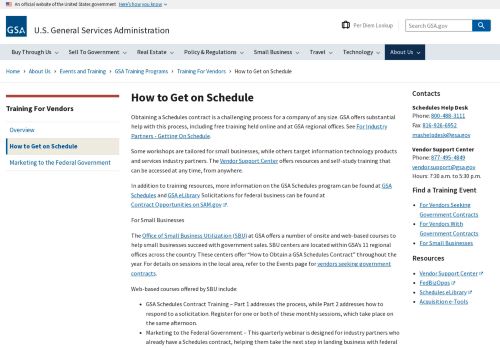 An official website of the United States government Here's how you know
GSA
U.S. General Services Administration
Per Diem Lookup
Search GSA.gov
Buy Through Us
Sell To Government
Real Estate
Policy & Regulations
Small Business
Travel
Technology
About Us
Home › About Us › Events and Training › GSA Training Programs › Training For Vendors › How to Get on Schedule
Training For Vendors
Overview
How to Get on Schedule
Marketing to the Federal Government
How to Get on Schedule
Obtaining a Schedules contract is a challenging process for a company of any size. GSA offers substantial
help with this process, including free training held online and at GSA regional offices. See For Industry
Partners - Getting On Schedule.
Some workshops are tailored for small businesses, while others target information technology products
and services industry partners. The Vendor Support Center offers resources and self-study training that
can be accessed at any time, from anywhere.
In addition to training resources, more information on the GSA Schedules program can be found at GSA
Schedules and GSA eLibrary Solicitations for federal business can be found at
Contract Opportunities on SAM.gov.
For Small Businesses
The Office of Small Business Utilization (SBU) at GSA offers a number of onsite and web-based courses to
help small businesses succeed with government sales. SBU centers are located within GSA's 11 regional
offices across the country. These centers offer "How to Obtain a GSA Schedules Contract" throughout the
year. For details on sessions in the local area, refer to the Events page for vendors seeking government
contracts.
Web-based courses offered by SBU include:
• GSA Schedules Contract Training – Part 1 addresses the process, while Part 2 addresses how to
respond to a solicitation. Register for one or both of these monthly sessions, which take place on
the same afternoon.
• Marketing to the Federal Government – This quarterly webinar is designed for industry partners who
already have a Schedule contract, helping them take the next step in landing business with federal
Contacts
Schedules Help Desk
Phone: 800-488-3111
Fax: 816-926-6952
mashelpdesk@gsa.gov
Vendor Support Center
Phone: 877-495-4849
vendor.support@gsa.gov
Hours: 7:30 a.m. to 5:30 p.m.
Find a Training Event
• For Vendors Seeking
Government Contracts
• For Vendors With
Government Contracts
• For Small Businesses
Resources
• Vendor Support Center
• FedBizOpps
• Schedules eLibrary
• Acquisition e-Tools